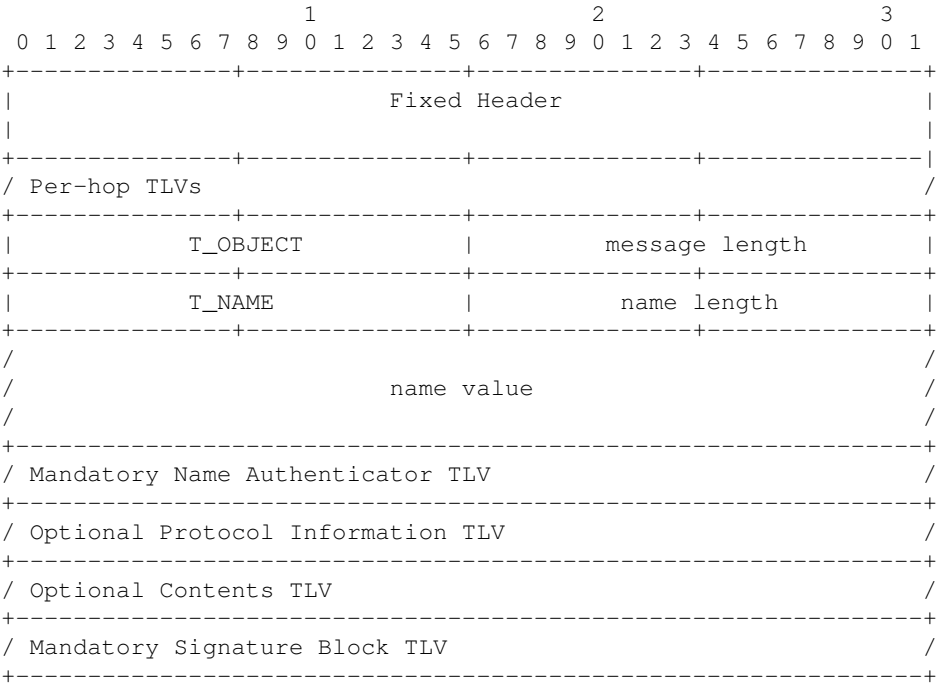 1                   2                   3
 0 1 2 3 4 5 6 7 8 9 0 1 2 3 4 5 6 7 8 9 0 1 2 3 4 5 6 7 8 9 0 1
+---------------+---------------+---------------+---------------+
|                          Fixed Header                         |
|                                                               |
+---------------+---------------+---------------+---------------|
/ Per-hop TLVs                                                  /
+---------------+---------------+---------------+---------------+
|            T_OBJECT           |         message length        |
+---------------+---------------+---------------+---------------+
|            T_NAME             |          name length          |
+---------------+---------------+---------------+---------------+
/                                                               /
/                          name value                           /
/                                                               /
+---------------------------------------------------------------+
/ Mandatory Name Authenticator TLV                              /
+---------------------------------------------------------------+
/ Optional Protocol Information TLV                             /
+---------------------------------------------------------------+
/ Optional Contents TLV                                         /
+---------------------------------------------------------------+
/ Mandatory Signature Block TLV                                 /
+---------------------------------------------------------------+